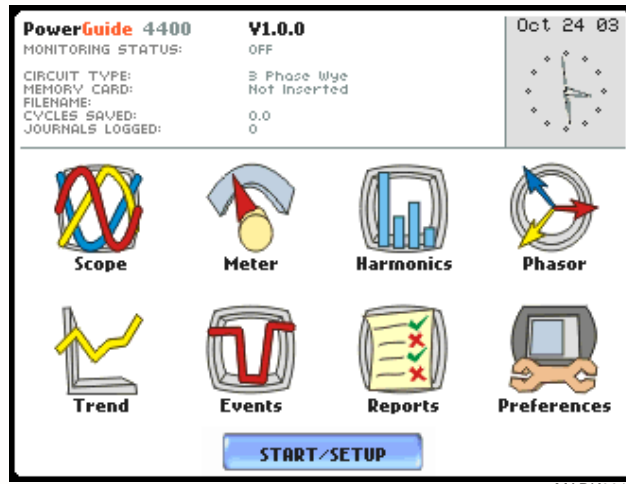 PowerGuide 4400 V1.0.0 Oct 24 03
MONITORING STATUS: OFF
CIRCUIT TYPE: 3 Phase Wye
MEMORY CARD: Not Inserted
FILENAME:
CYCLES SAVED: 0.0
JOURNALS LOGGED: 0
Scope Meter Harmonics Phasor
Trend Events Reports Preferences
START/SETUP